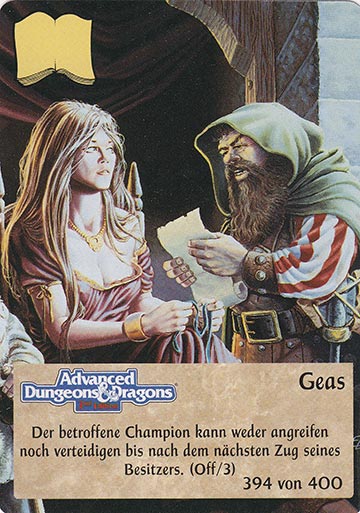 Advanced
Dungeons & Dragons
Geas
Der betroffene Champion kann weder angreifen
noch verteidigen bis nach dem nächsten Zug seines
Besitzers. (Off/3)
394 von 400